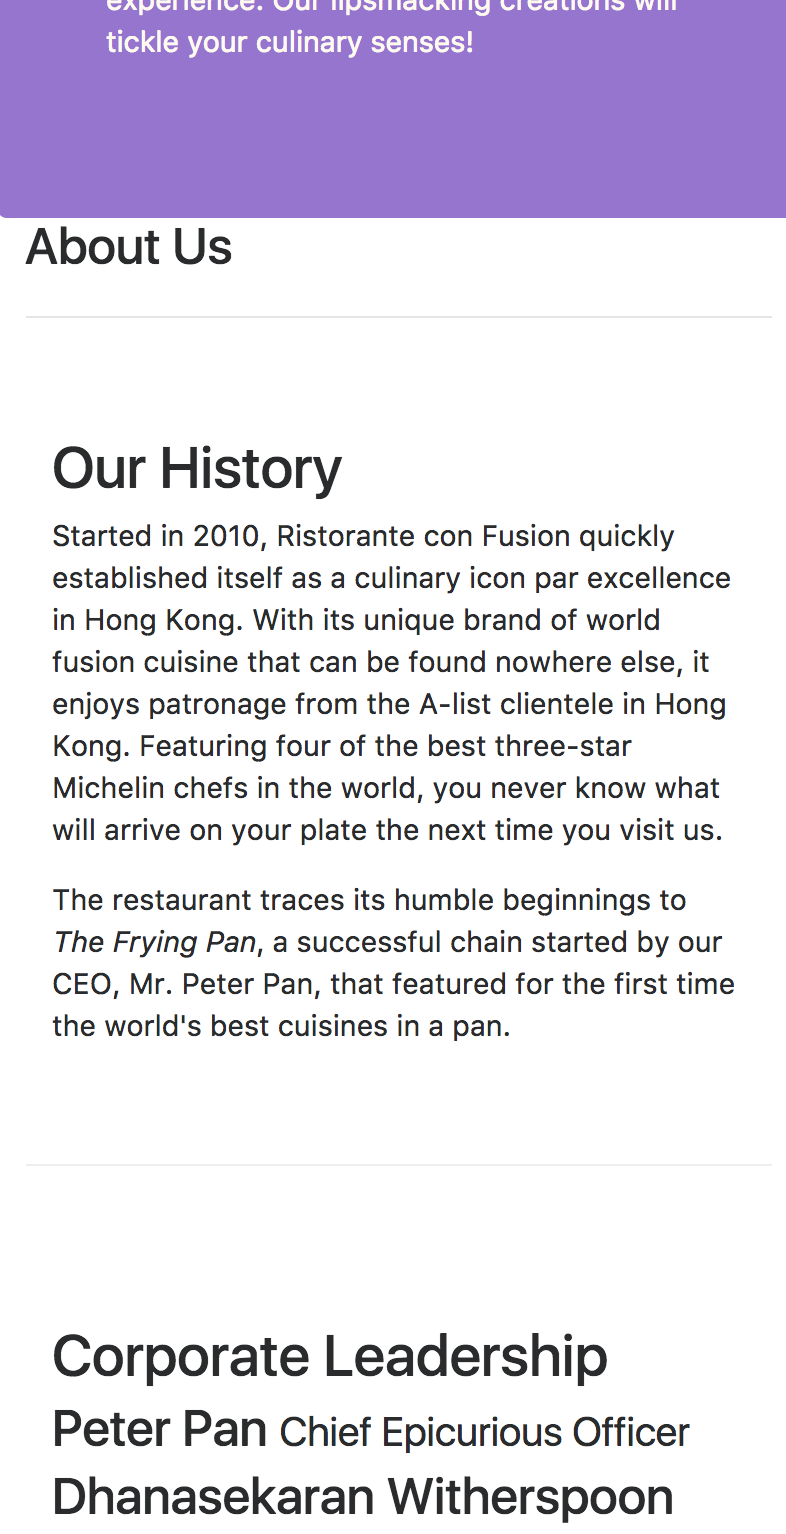 experience. Our lipsmacking creations will
tickle your culinary senses!
About Us
Our History
Started in 2010, Ristorante con Fusion quickly
established itself as a culinary icon par excellence
in Hong Kong. With its unique brand of world
fusion cuisine that can be found nowhere else, it
enjoys patronage from the A-list clientele in Hong
Kong. Featuring four of the best three-star
Michelin chefs in the world, you never know what
will arrive on your plate the next time you visit us.
The restaurant traces its humble beginnings to
The Frying Pan, a successful chain started by our
CEO, Mr. Peter Pan, that featured for the first time
the world's best cuisines in a pan.
Corporate Leadership
Peter Pan Chief Epicurious Officer
Dhanasekaran Witherspoon